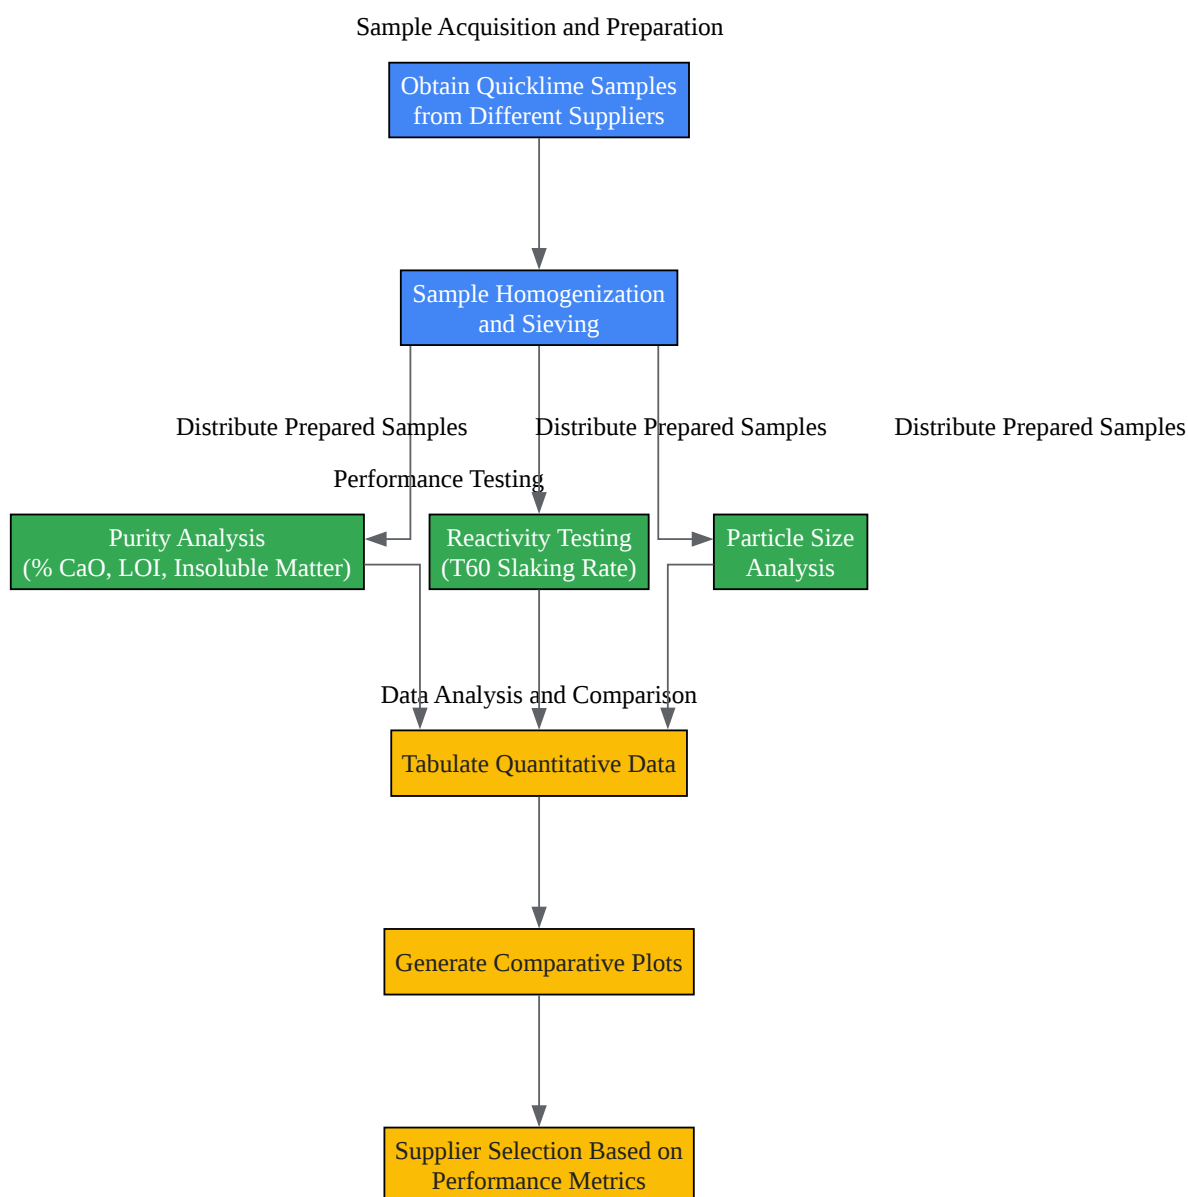 Sample Acquisition and Preparation
Obtain Quicklime Samples
from Different Suppliers
Sample Homogenization
and Sieving
Distribute Prepared Samples
Distribute Prepared Samples
Distribute Prepared Samples
Performance Testing
Purity Analysis
(% CaO, LOI, Insoluble Matter)
Reactivity Testing
(T60 Slaking Rate)
Particle Size
Analysis
Data Analysis and Comparison
Tabulate Quantitative Data
Generate Comparative Plots
Supplier Selection Based on
Performance Metrics